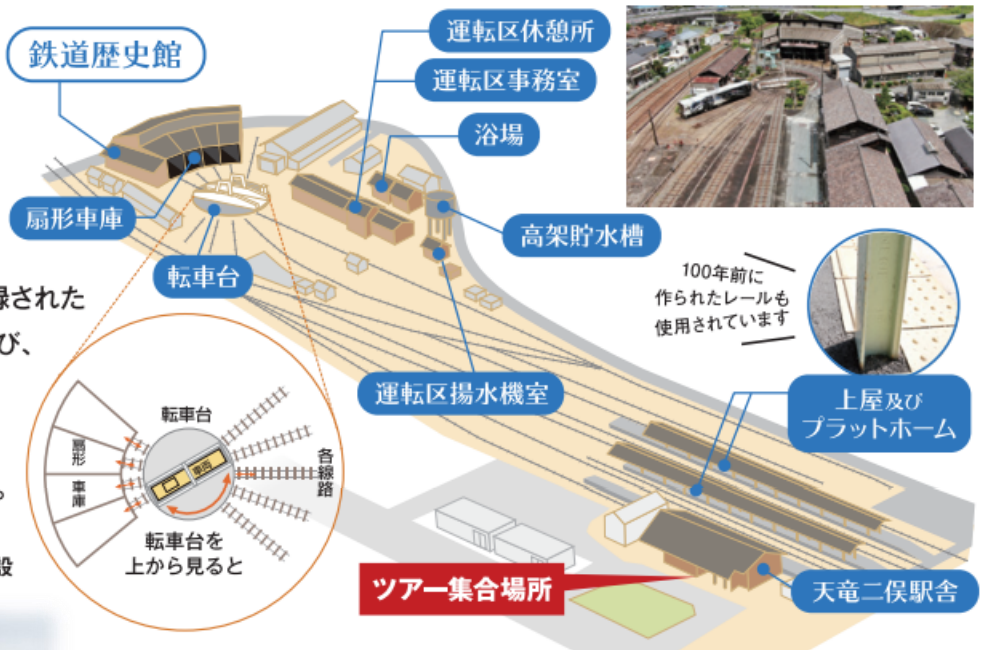 鉄道歴史館
運転区休憩所
運転区事務室
浴場
扇形車庫
転車台
高架貯水槽
100年前に
作られたレールも
使用されています
録された
び、
運転区揚水機室
上屋及び
プラットホーム
転車台
扇形
車庫
車両
各線路
転車台を
上から見ると
。
ツアー集合場所
天竜二俣駅舎